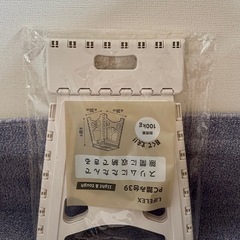 LIFELEX
PC踏み台39
light & tough
スリムにたたんで
隙間に収納できる
耐荷重
100kg